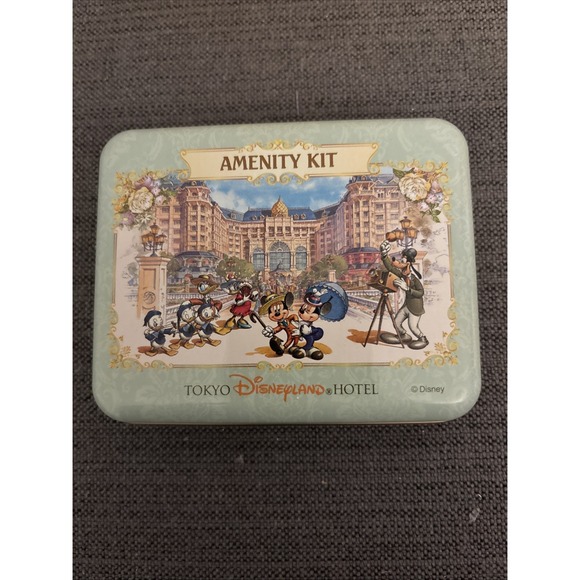 AMENITY KIT
TOKYO DISNEYLAND® HOTEL
© Disney